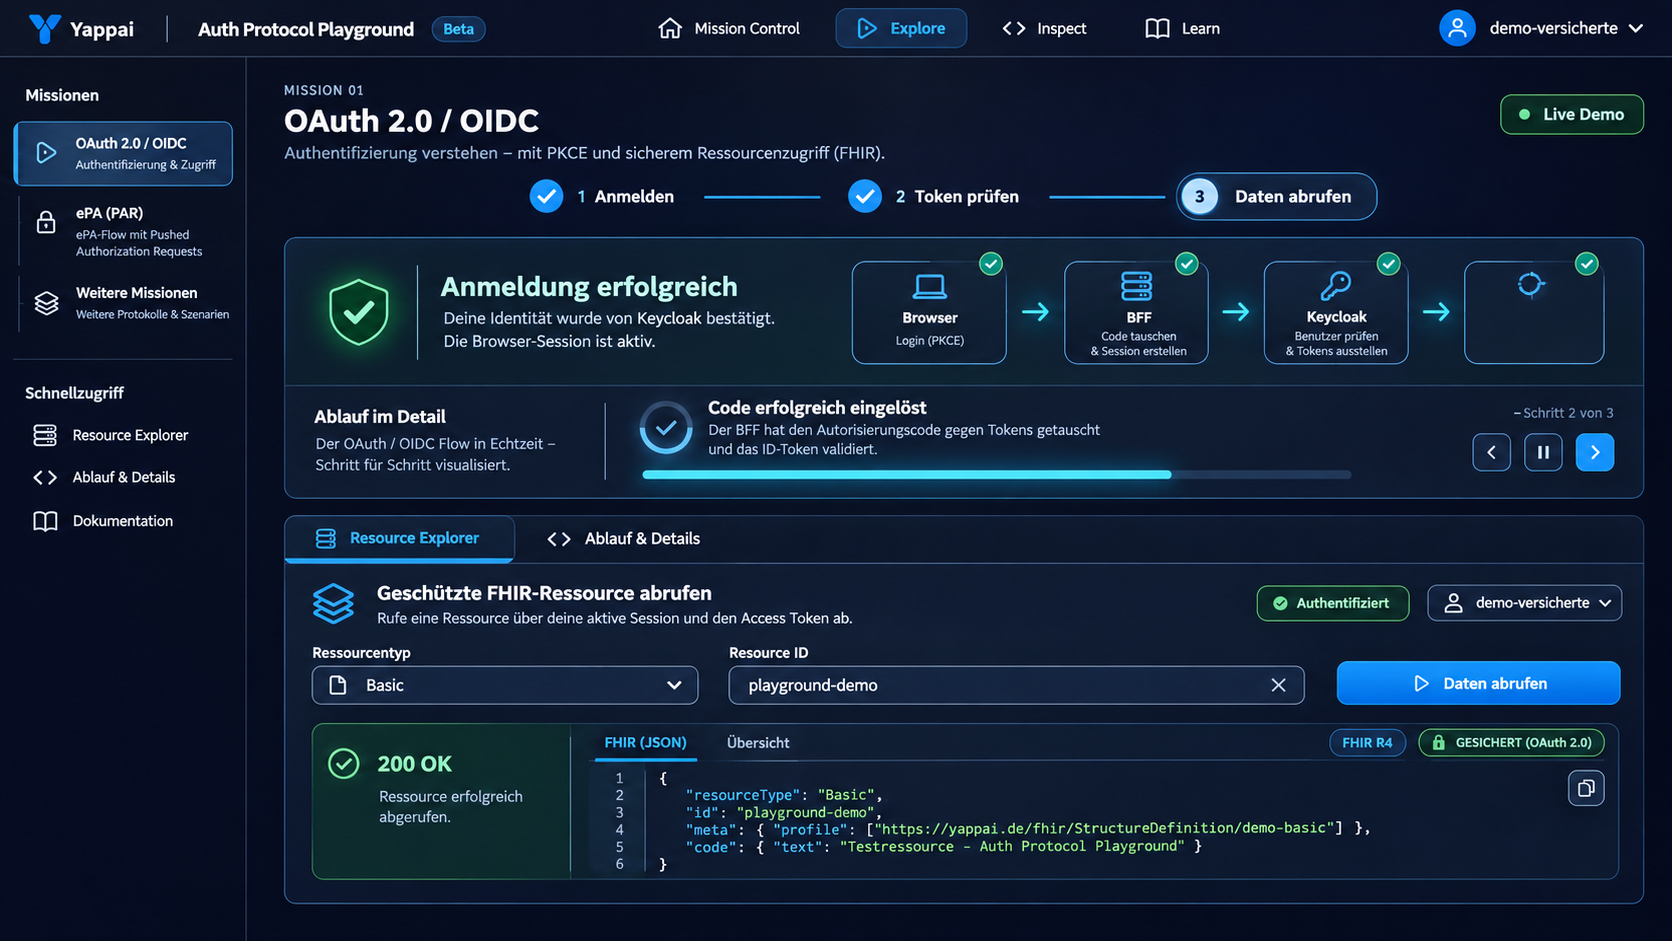 Yappai
Auth Protocol Playground
Beta
Mission Control
Explore
Inspect
Learn
demo-versicherte
Missionen
OAuth 2.0 / OIDC
Authentifizierung & Zugriff
ePA (PAR)
ePA-Flow mit Pushed
Authorization Requests
Weitere Missionen
Weitere Protokolle & Szenarien
Schnellzugriff
Resource Explorer
Ablauf & Details
Dokumentation
MISSION 01
OAuth 2.0 / OIDC
Authentifizierung verstehen – mit PKCE und sicherem Ressourcenzugriff (FHIR).
Live Demo
1 Anmelden
2 Token prüfen
3 Daten abrufen
Anmeldung erfolgreich
Deine Identität wurde von Keycloak bestätigt.
Die Browser-Session ist aktiv.
Browser
Login (PKCE)
BFF
Code tauschen
& Session erstellen
Keycloak
Benutzer prüfen
& Tokens ausstellen
Ablauf im Detail
Der OAuth / OIDC Flow in Echtzeit –
Schritt für Schritt visualisiert.
Code erfolgreich eingelöst
Der BFF hat den Autorisierungscode gegen Tokens getauscht
und das ID-Token validiert.
– Schritt 2 von 3
Resource Explorer
Ablauf & Details
Geschützte FHIR-Ressource abrufen
Rufe eine Ressource über deine aktive Session und den Access Token ab.
Authentifiziert
demo-versicherte
Ressourcentyp
Basic
Resource ID
playground-demo
Daten abrufen
200 OK
Ressource erfolgreich
abgerufen.
FHIR (JSON)
Übersicht
FHIR R4
GESICHERT (OAuth 2.0)
1 {
2 "resourceType": "Basic",
3 "id": "playground-demo",
4 "meta": { "profile": ["https://yappai.de/fhir/StructureDefinition/demo-basic"] },
5 "code": { "text": "Testressource – Auth Protocol Playground" }
6 }